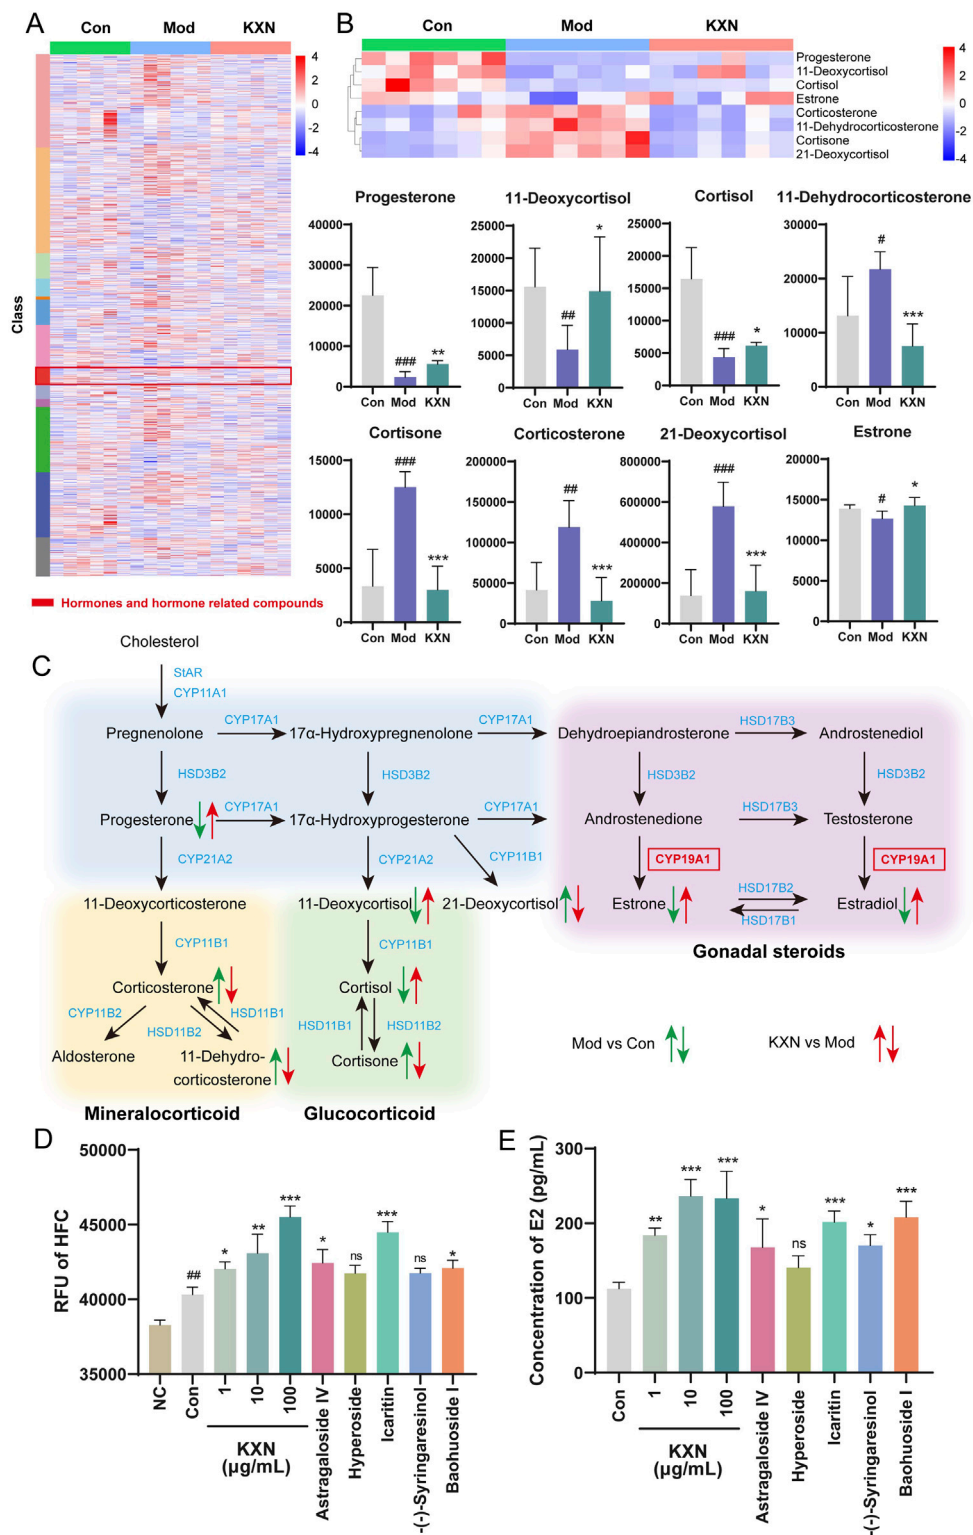 A
Con Mod KXN
4
2
0
-2
-4
Class
Hormones and hormone related compounds
B
Con Mod KXN
Progesterone
11-Deoxycortisol
Cortisol
Estrone
Corticosterone
11-Dehydrocorticosterone
Cortisone
21-Deoxycortisol
4
2
0
-2
-4
Progesterone
40000
30000
20000
10000
0
###
**
Con Mod KXN
11-Deoxycortisol
25000
20000
15000
10000
5000
0
##
*
Con Mod KXN
Cortisol
25000
20000
15000
10000
5000
0
###
*
Con Mod KXN
11-Dehydrocorticosterone
30000
20000
10000
0
#
***
Con Mod KXN
Cortisone
15000
10000
5000
0
###
***
Con Mod KXN
Corticosterone
200000
150000
100000
50000
0
##
***
Con Mod KXN
21-Deoxycortisol
800000
600000
400000
200000
0
###
***
Con Mod KXN
Estrone
20000
15000
10000
5000
0
#
*
Con Mod KXN
C
Cholesterol
StAR
CYP11A1
Pregnenolone CYP17A1 17α-Hydroxypregnenolone CYP17A1 Dehydroepiandrosterone HSD17B3 Androstenediol
HSD3B2 HSD3B2 HSD3B2 HSD3B2
Progesterone CYP17A1 17α-Hydroxyprogesterone CYP17A1 Androstenedione HSD17B3 Testosterone
CYP21A2 CYP21A2 CYP11B1 CYP19A1 CYP19A1
11-Deoxycorticosterone 11-Deoxycortisol 21-Deoxycortisol Estrone HSD17B2 Estradiol
HSD17B1
Gonadal steroids
CYP11B1 CYP11B1
Corticosterone Cortisol
CYP11B2 HSD11B2 HSD11B1 HSD11B1 HSD11B2
Aldosterone 11-Dehydro-
corticosterone Cortisone
Mod vs Con KXN vs Mod
Mineralocorticoid Glucocorticoid
D
RFU of HFC
50000
45000
40000
35000
##
*
**
***
*
ns
***
ns
*
NC
Con
1
10
100
KXN
(μg/mL)
Astragaloside IV
Hyperoside
Icaritin
-(-)-Syringaresinol
Baohuoside I
E
Concentration of E2 (pg/mL)
300
200
100
0
**
***
***
*
ns
***
*
***
Con
1
10
100
KXN
(μg/mL)
Astragaloside IV
Hyperoside
Icaritin
-(-)-Syringaresinol
Baohuoside I